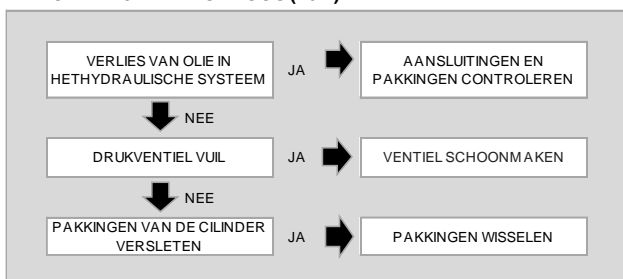 VERLIES VAN OLIE IN
HETHYDRAULISCHE SYSTEEM
JA
AANSLUITINGEN EN
PAKKINGEN CONTROLEREN
NEE
DRUKVENTIEL VUIL
JA
VENTIEL SCHOONMAKEN
NEE
PAKKINGEN VAN DE CILINDER
VERSLETEN
JA
PAKKINGEN WISSELEN